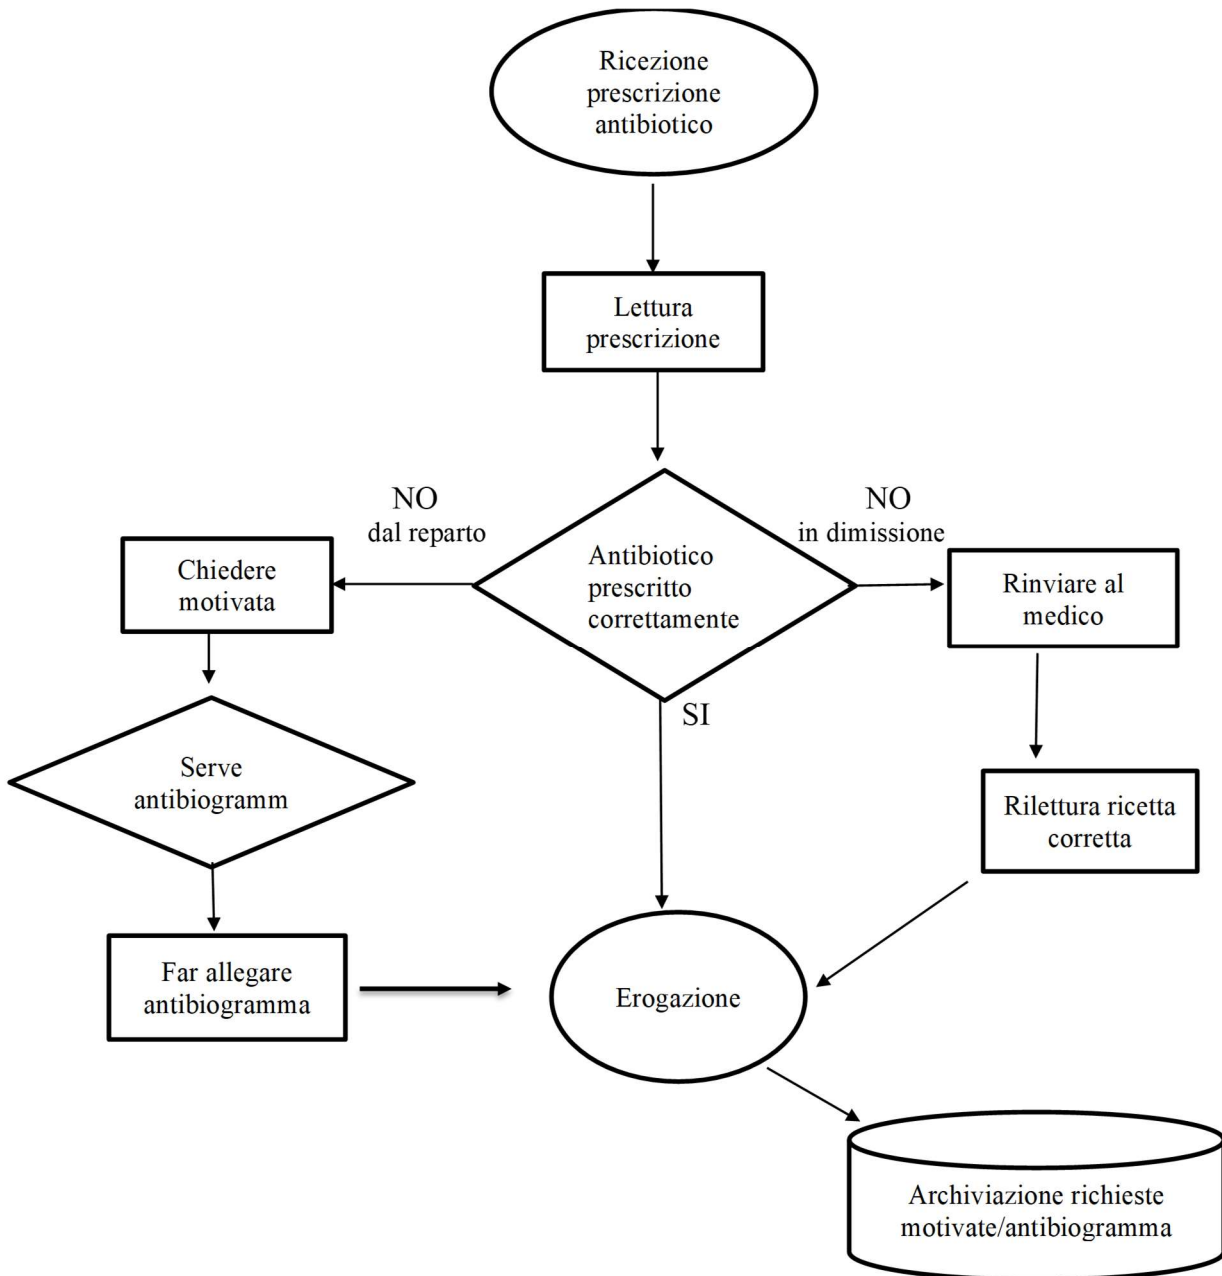 Ricezione
prescrizione
antibiotico
Lettura
prescrizione
NO
dal reparto
NO
in dimissione
Chiedere
motivata
Antibiotico
prescritto
correttamente
Rinviare al
medico
SI
Serve
antibiogramm
Rilettura ricetta
corretta
Far allegare
antibiogramma
Erogazione
Archiviazione richieste
motivate/antibiogramma